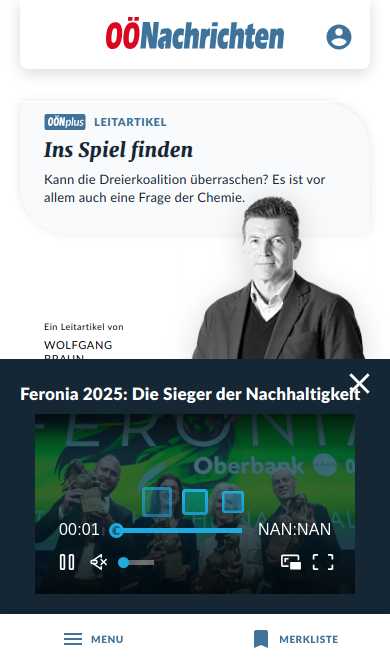 OÖNachrichten
OÖNplus LEITARTIKEL
Ins Spiel finden
Kann die Dreierkoalition überraschen? Es ist vor
allem auch eine Frage der Chemie.
Ein Leitartikel von
WOLFGANG
BRAUN
Feronia 2025: Die Sieger der Nachhaltigkeit
FERONIA
Oberbank
00:01
NAN:NAN
MENU
MERKLISTE